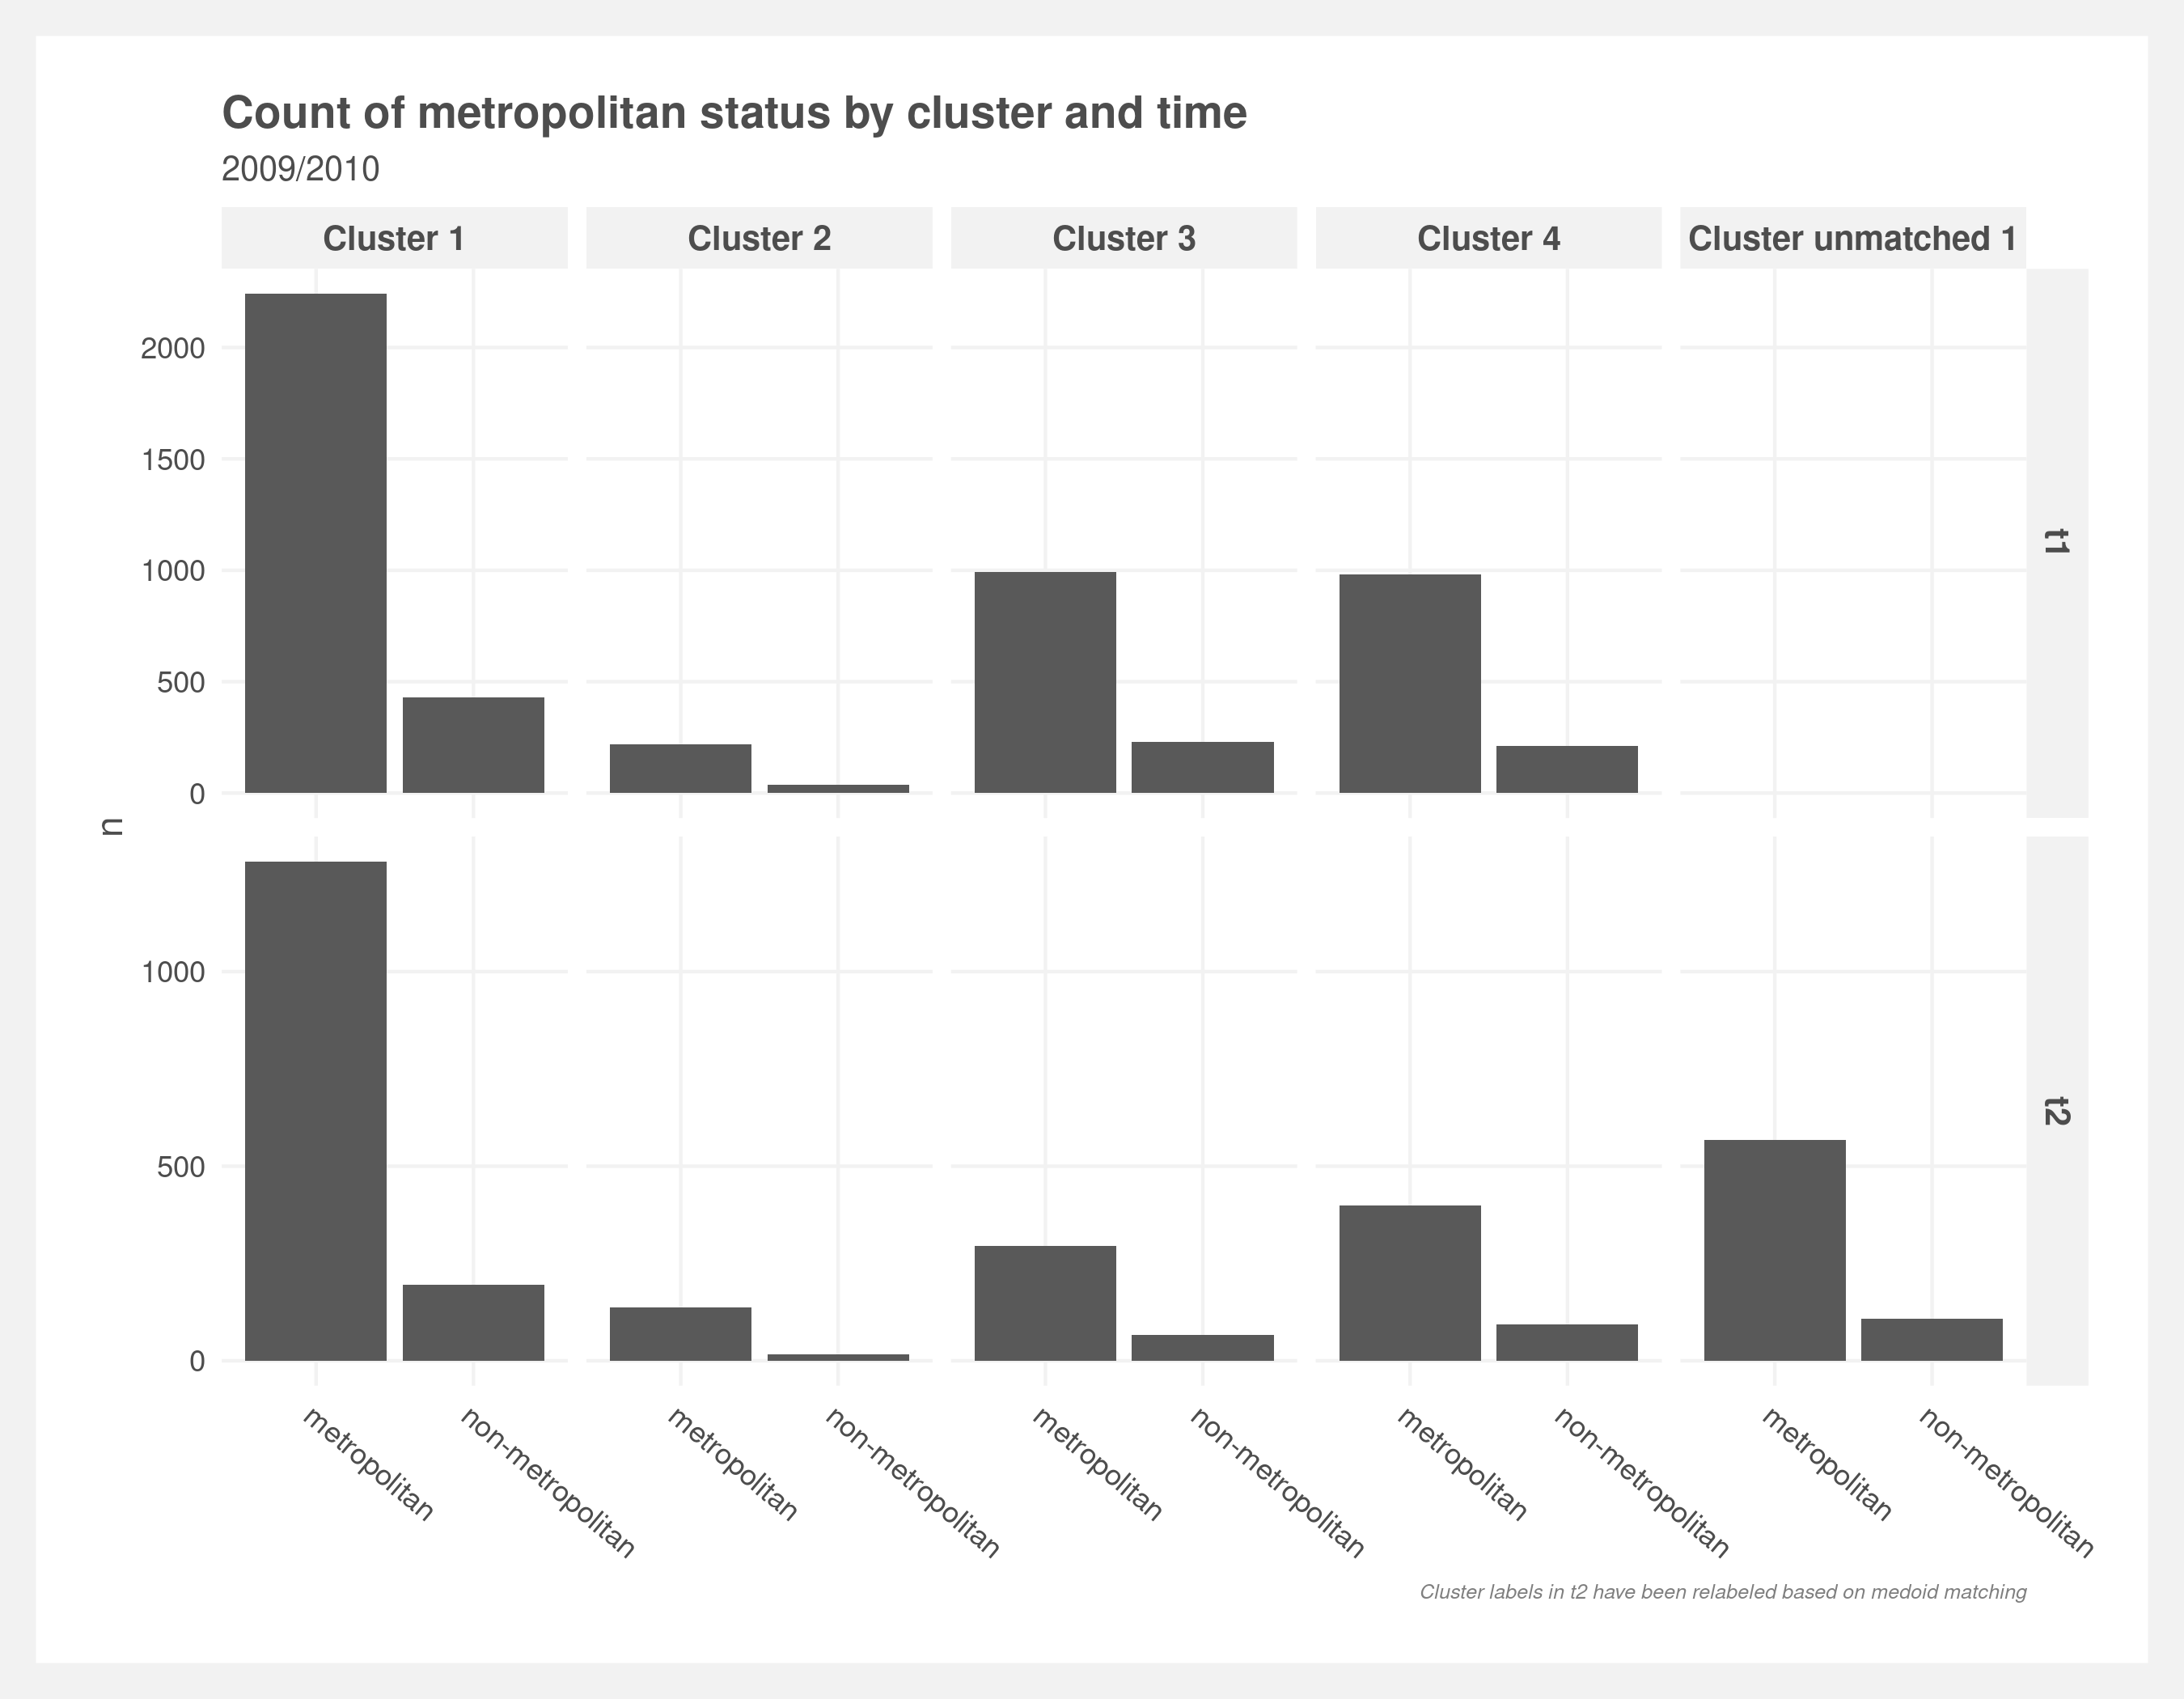 Count of metropolitan status by cluster and time
2009/2010
Cluster 1
Cluster 2
Cluster 3
Cluster 4
Cluster unmatched 1
2000
1500
1000
500
0
t1
n
1000
500
0
t2
metropolitan
non-metropolitan
metropolitan
non-metropolitan
metropolitan
non-metropolitan
metropolitan
non-metropolitan
metropolitan
non-metropolitan
Cluster labels in t2 have been relabeled based on medoid matching